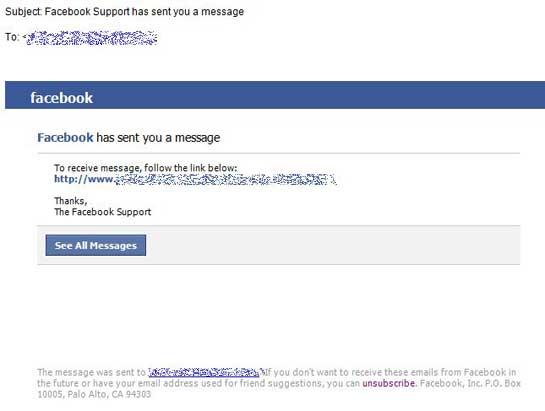 Subject: Facebook Support has sent you a message
To: <
facebook
Facebook has sent you a message
To receive message, follow the link below:
http://www.
Thanks,
The Facebook Support
See All Messages
The message was sent to If you don't want to receive these emails from Facebook in
the future or have your email address used for friend suggestions, you can unsubscribe. Facebook, Inc. P.O. Box
10005, Palo Alto, CA 94303